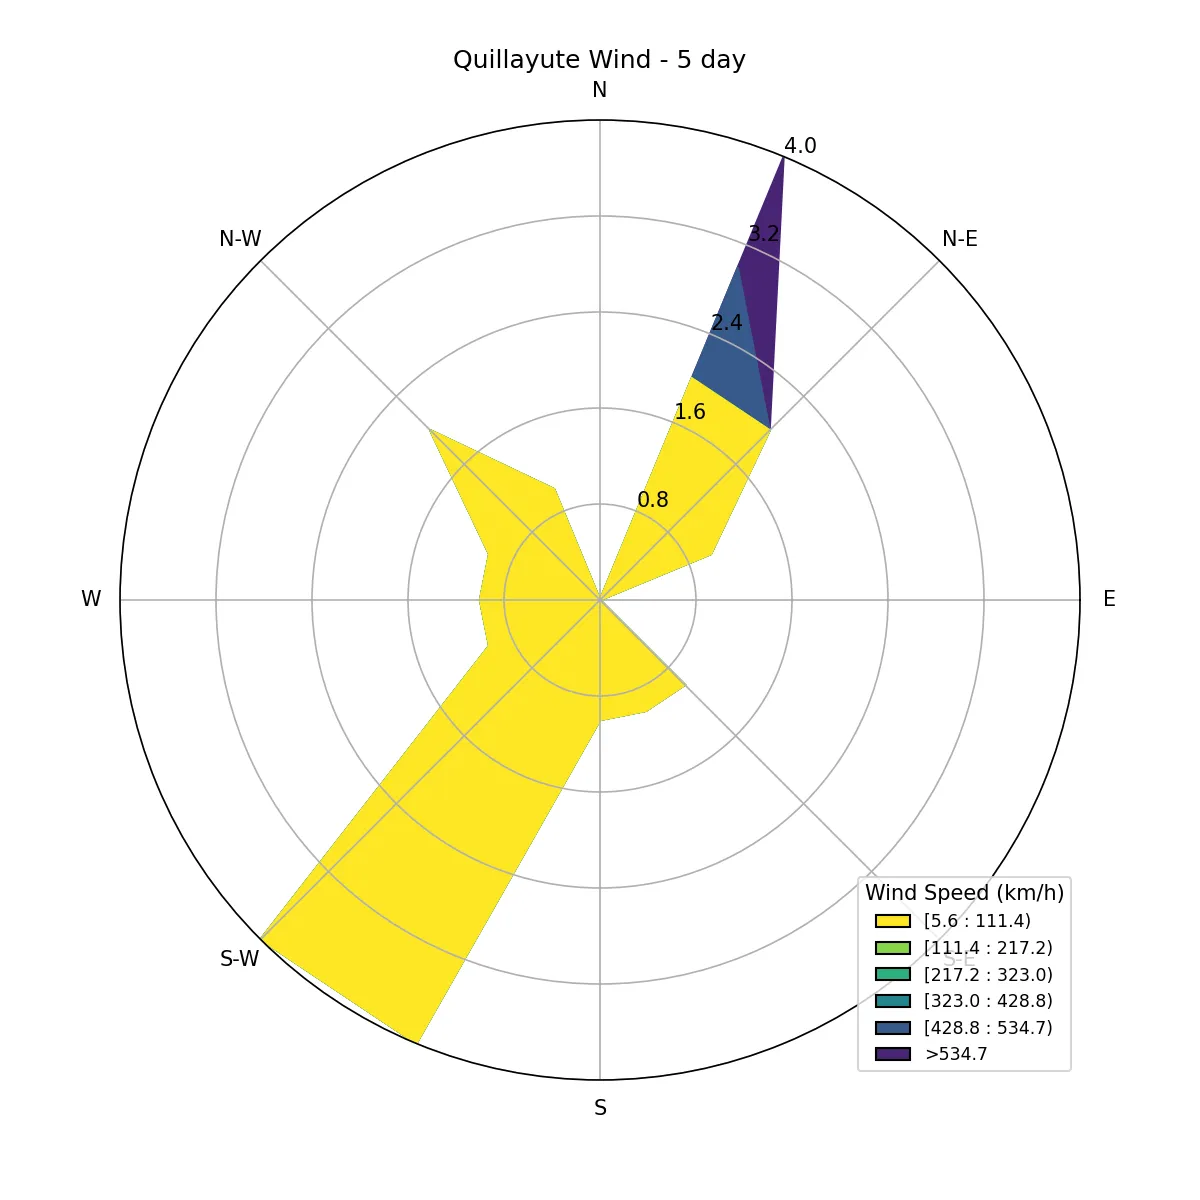 Quillayute Wind - 5 day
N
4.0
N-W
3.2
N-E
2.4
1.6
0.8
W
E
Wind Speed (km/h)
[5.6 : 111.4)
[111.4 : 217.2)
S-W
S-E
[217.2 : 323.0)
[323.0 : 428.8)
[428.8 : 534.7)
>534.7
S